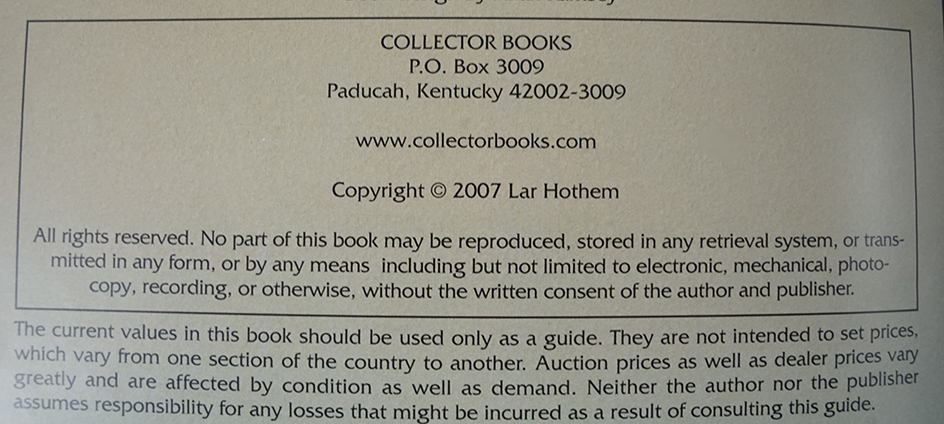 COLLECTOR BOOKS
P.O. Box 3009
Paducah, Kentucky 42002-3009
www.collectorbooks.com
Copyright © 2007 Lar Hothem
All rights reserved. No part of this book may be reproduced, stored in any retrieval system, or trans-
mitted in any form, or by any means including but not limited to electronic, mechanical, photo-
copy, recording, or otherwise, without the written consent of the author and publisher.
The current values in this book should be used only as a guide. They are not intended to set prices,
which vary from one section of the country to another. Auction prices as well as dealer prices vary
greatly and are affected by condition as well as demand. Neither the author nor the publisher
assumes responsibility for any losses that might be incurred as a result of consulting this guide.